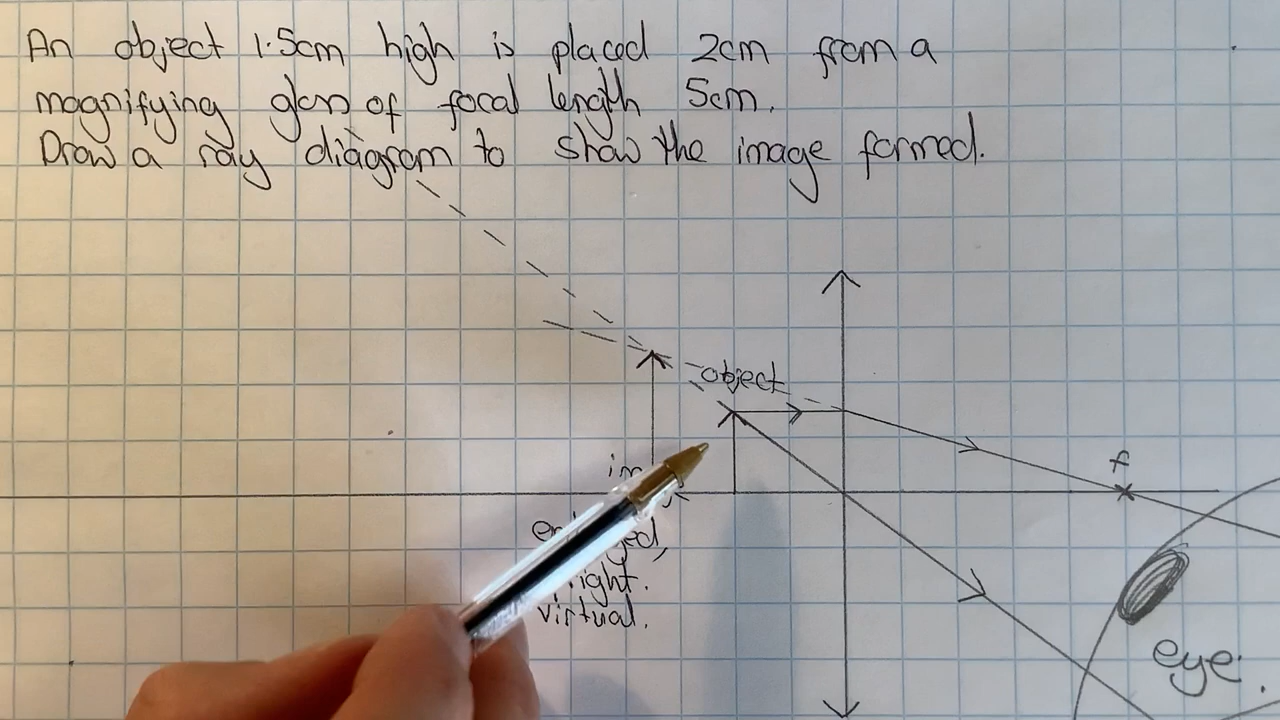 An object 1.5cm high is placed 2cm from a
magnifying glass of focal length 5cm.
Draw a ray diagram to show the image formed.
object
f
virtual.
eye.